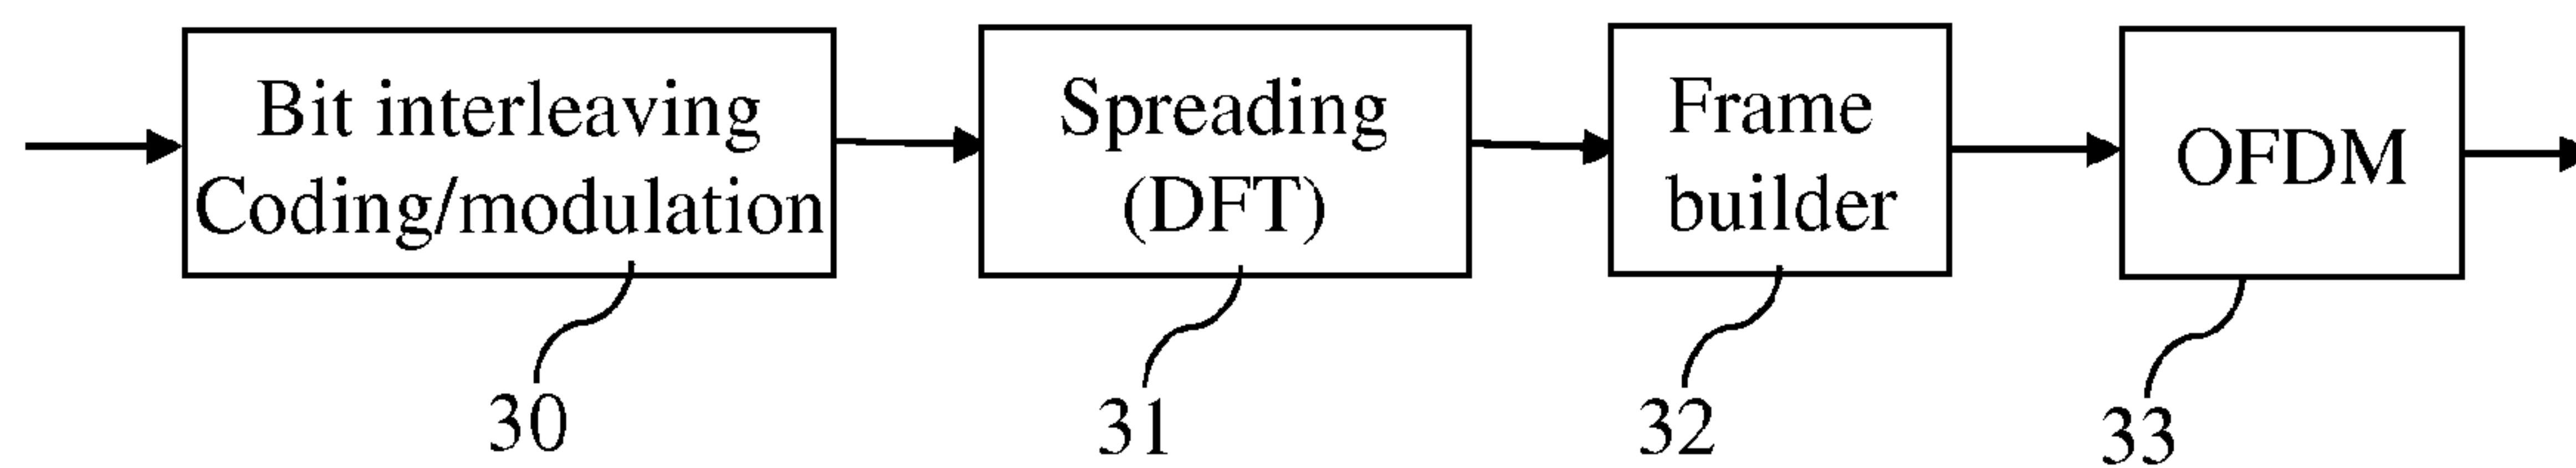 Bit interleaving
Coding/modulation
Spreading
(DFT)
Frame
builder
OFDM
30
31
32
33